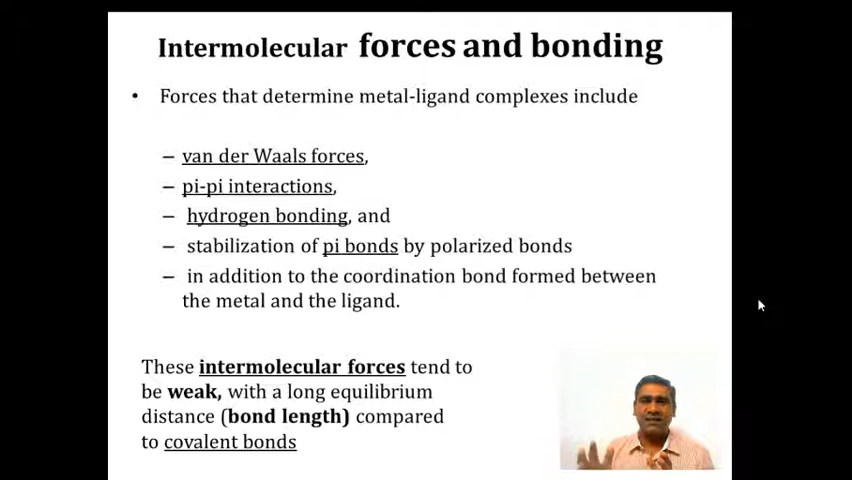 Intermolecular forces and bonding
• Forces that determine metal-ligand complexes include
– van der Waals forces,
– pi-pi interactions,
– hydrogen bonding, and
– stabilization of pi bonds by polarized bonds
– in addition to the coordination bond formed between
the metal and the ligand.
These intermolecular forces tend to
be weak, with a long equilibrium
distance (bond length) compared
to covalent bonds